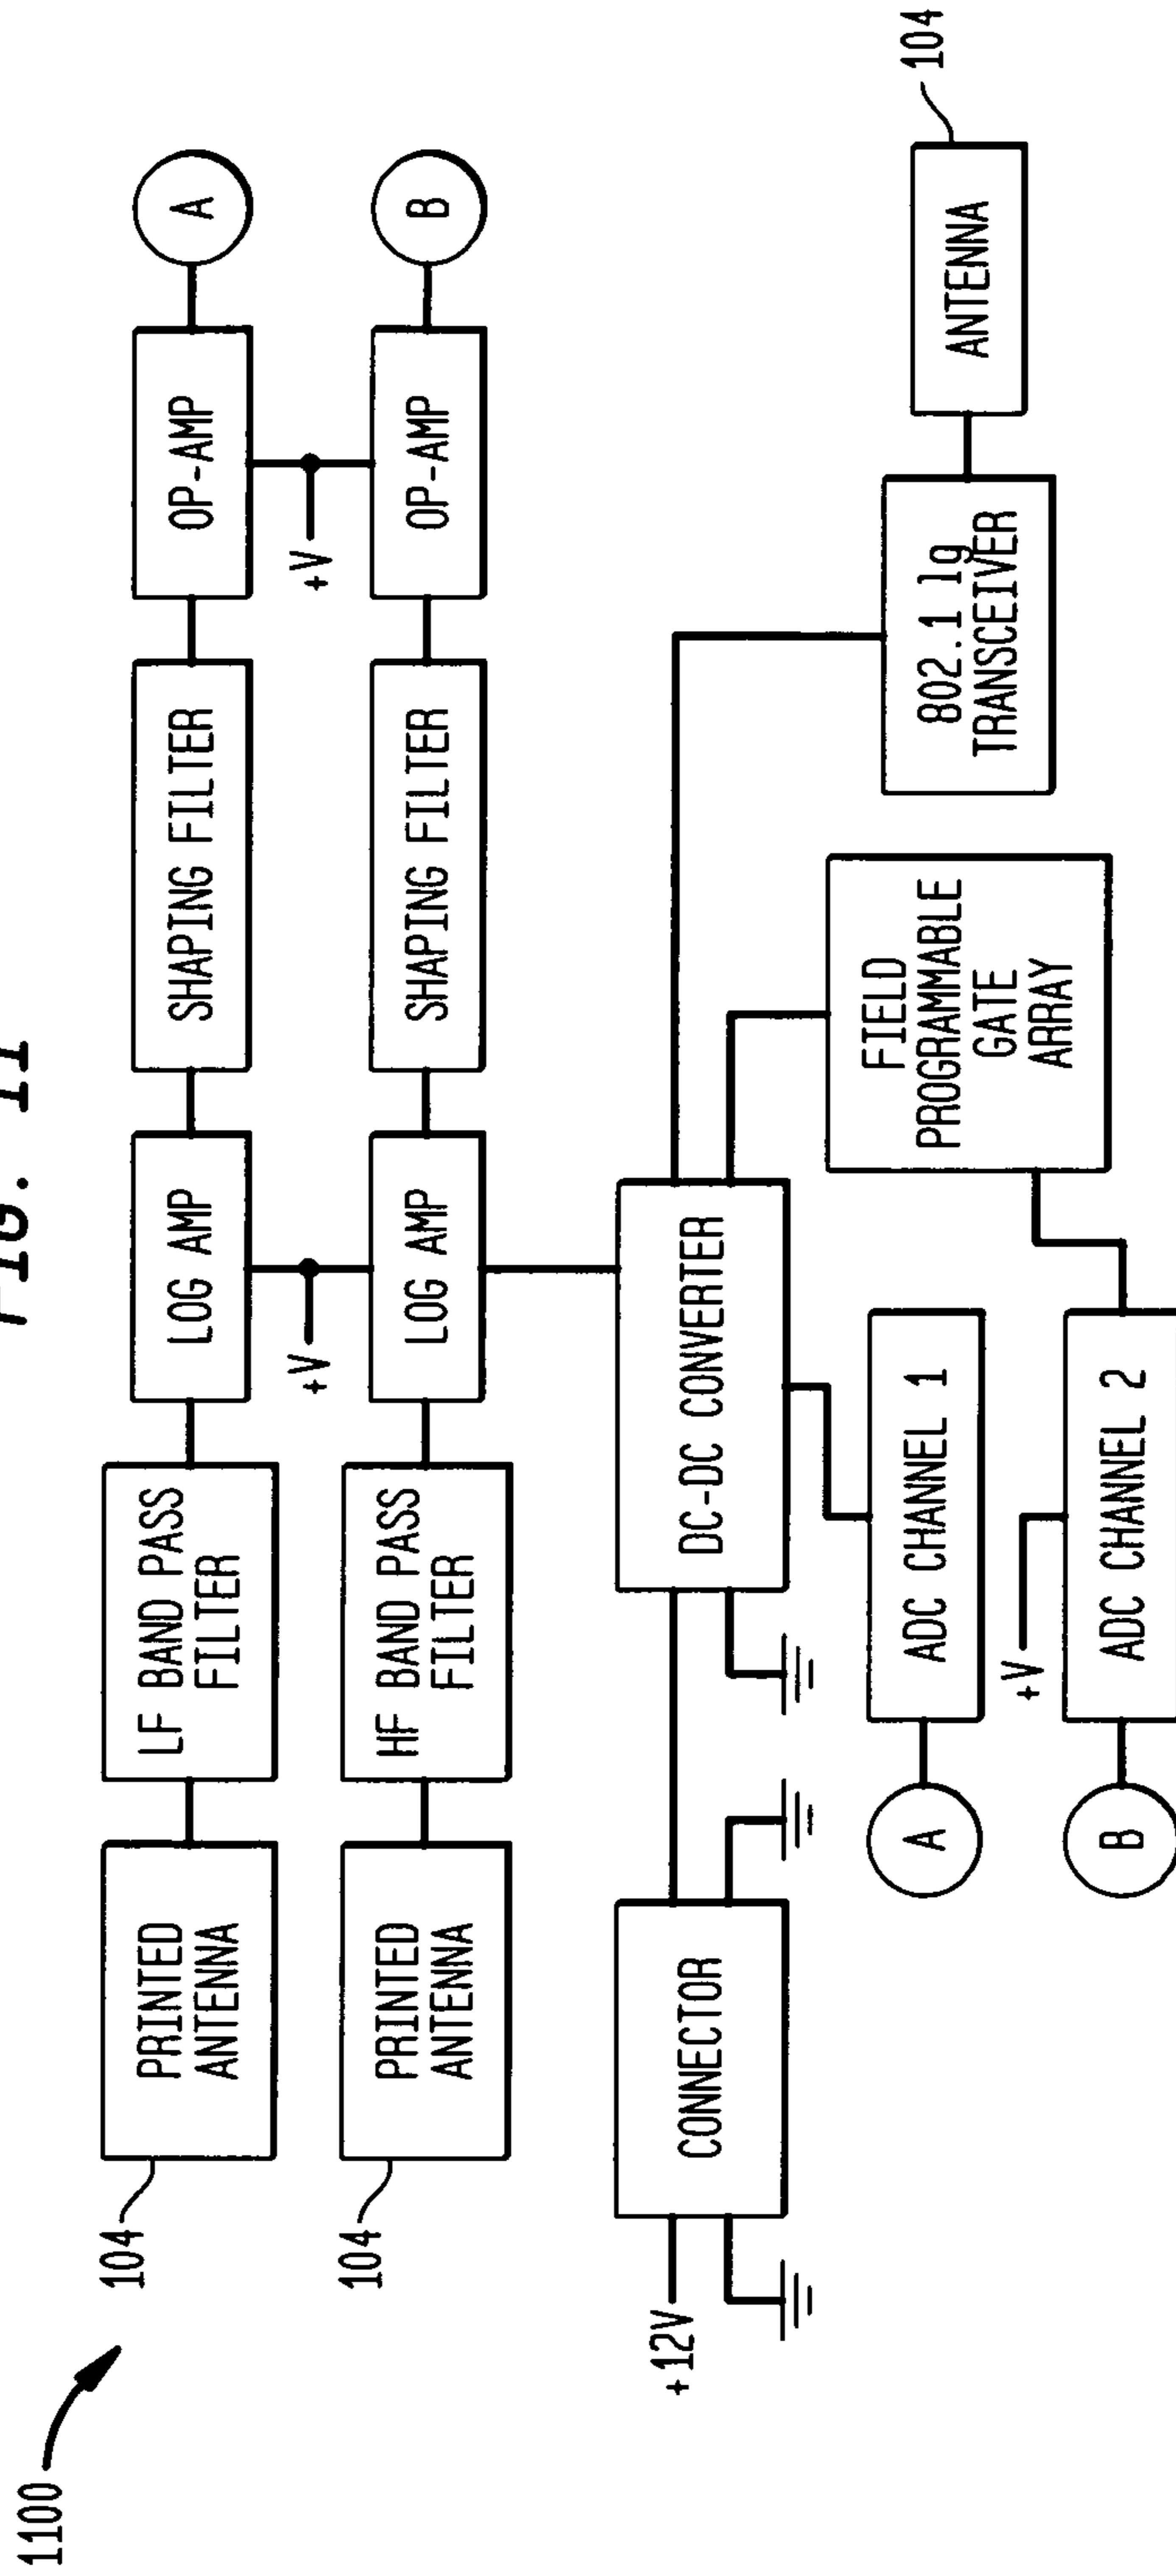 FIG. 11
1100
104
PRINTED
ANTENNA
LF BAND PASS
FILTER
LOG AMP
SHAPING FILTER
OP-AMP
A
+V
+V
104
PRINTED
ANTENNA
HF BAND PASS
FILTER
LOG AMP
SHAPING FILTER
OP-AMP
B
+12V
CONNECTOR
DC-DC CONVERTER
802.1 1g
TRANSCEIVER
ANTENNA
104
FIELD
PROGRAMMABLE
GATE
ARRAY
A
ADC CHANNEL 1
+V
B
ADC CHANNEL 2